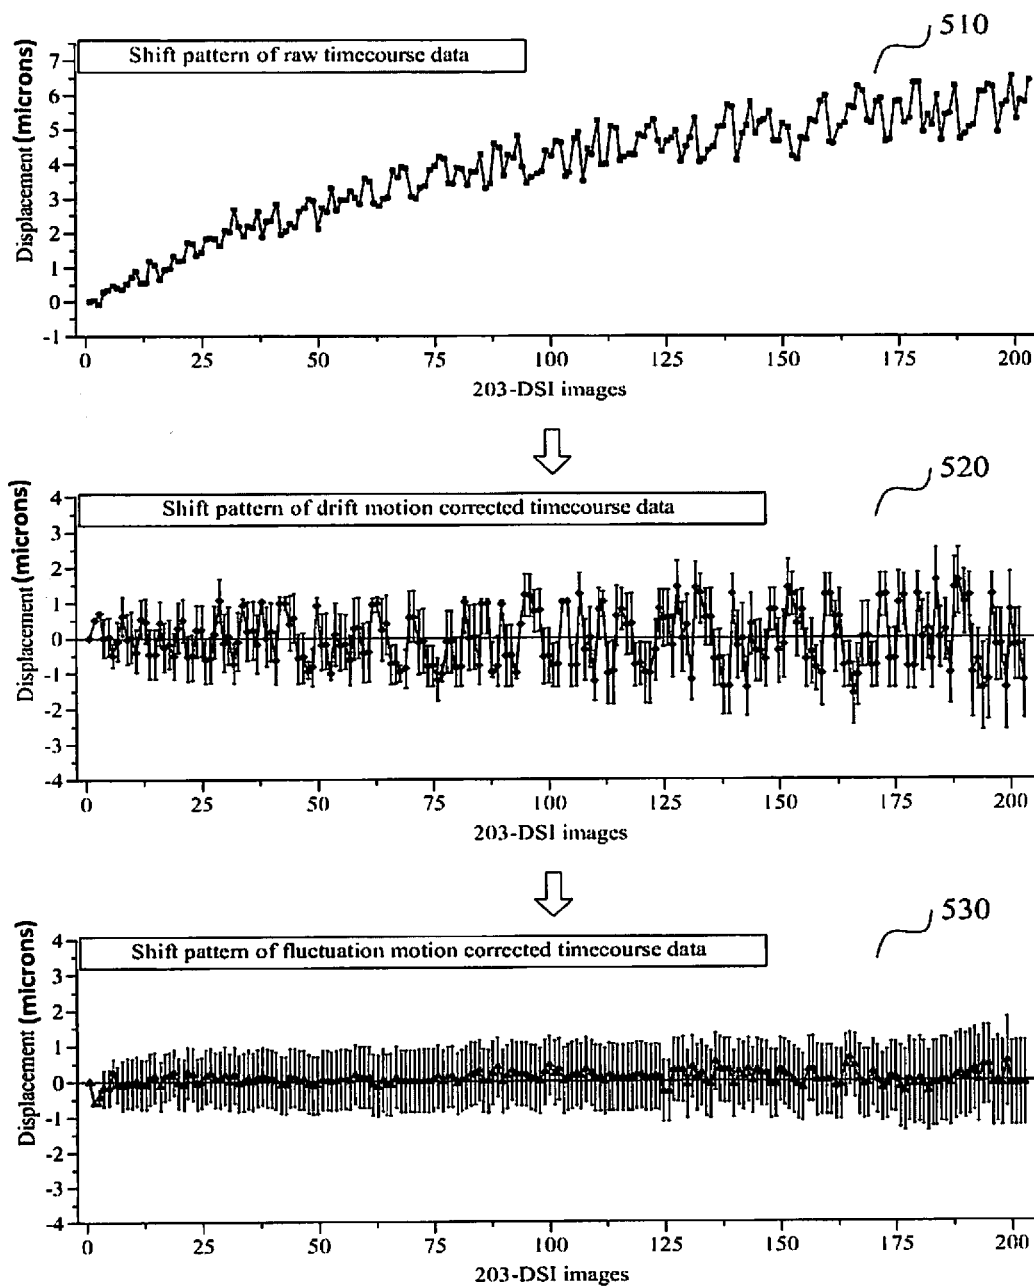 510
Shift pattern of raw timecourse data
Displacement (microns)
7
6
5
4
3
2
1
0
-1
0 25 50 75 100 125 150 175 200
203-DSI images
520
Shift pattern of drift motion corrected timecourse data
Displacement (microns)
4
3
2
1
0
-1
-2
-3
-4
0 25 50 75 100 125 150 175 200
203-DSI images
530
Shift pattern of fluctuation motion corrected timecourse data
Displacement (microns)
4
3
2
1
0
-1
-2
-3
-4
0 25 50 75 100 125 150 175 200
203-DSI images